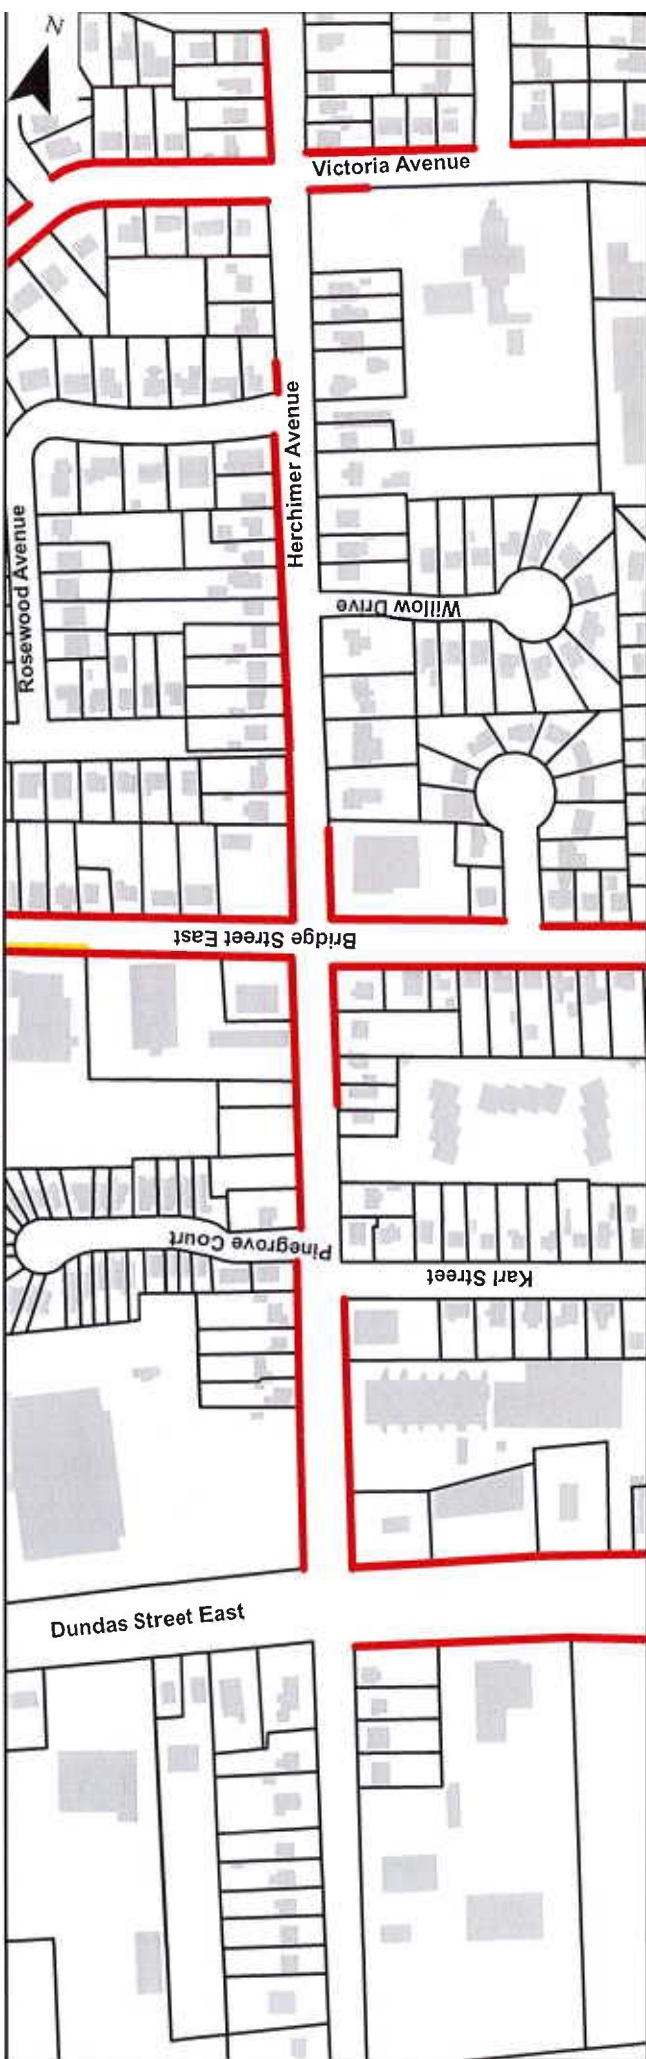 N
Victoria Avenue
Herchimer Avenue
Rosewood Avenue
Willow Drive
Bridge Street East
Pinegrove Court
Karl Street
Dundas Street East